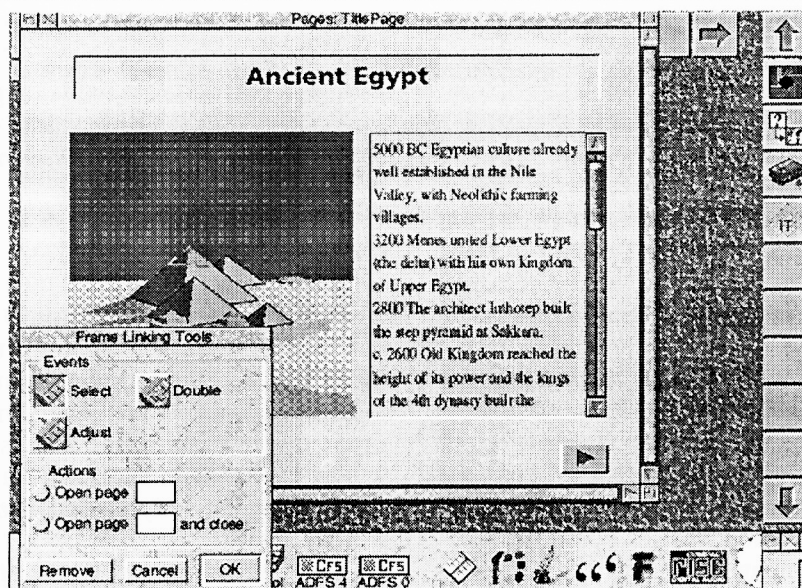 Pages: TitlePage
Ancient Egypt
5000 BC Egyptian culture already
well established in the Nile
Valley, with Neolithic farming
villages.
3200 Menes united Lower Egypt
(the delta) with his own kingdom
of Upper Egypt.
2800 The architect Imhotep built
the step pyramid at Sakkara.
c. 2600 Old Kingdom reached the
height of its power and the kings
of the 4th dynasty built the
Frame Linking Tools
Events
Select
Double
Adjust
Actions
Open page
Open page and close
Remove Cancel OK
CFS CFS
ADFS 4 ADFS 0